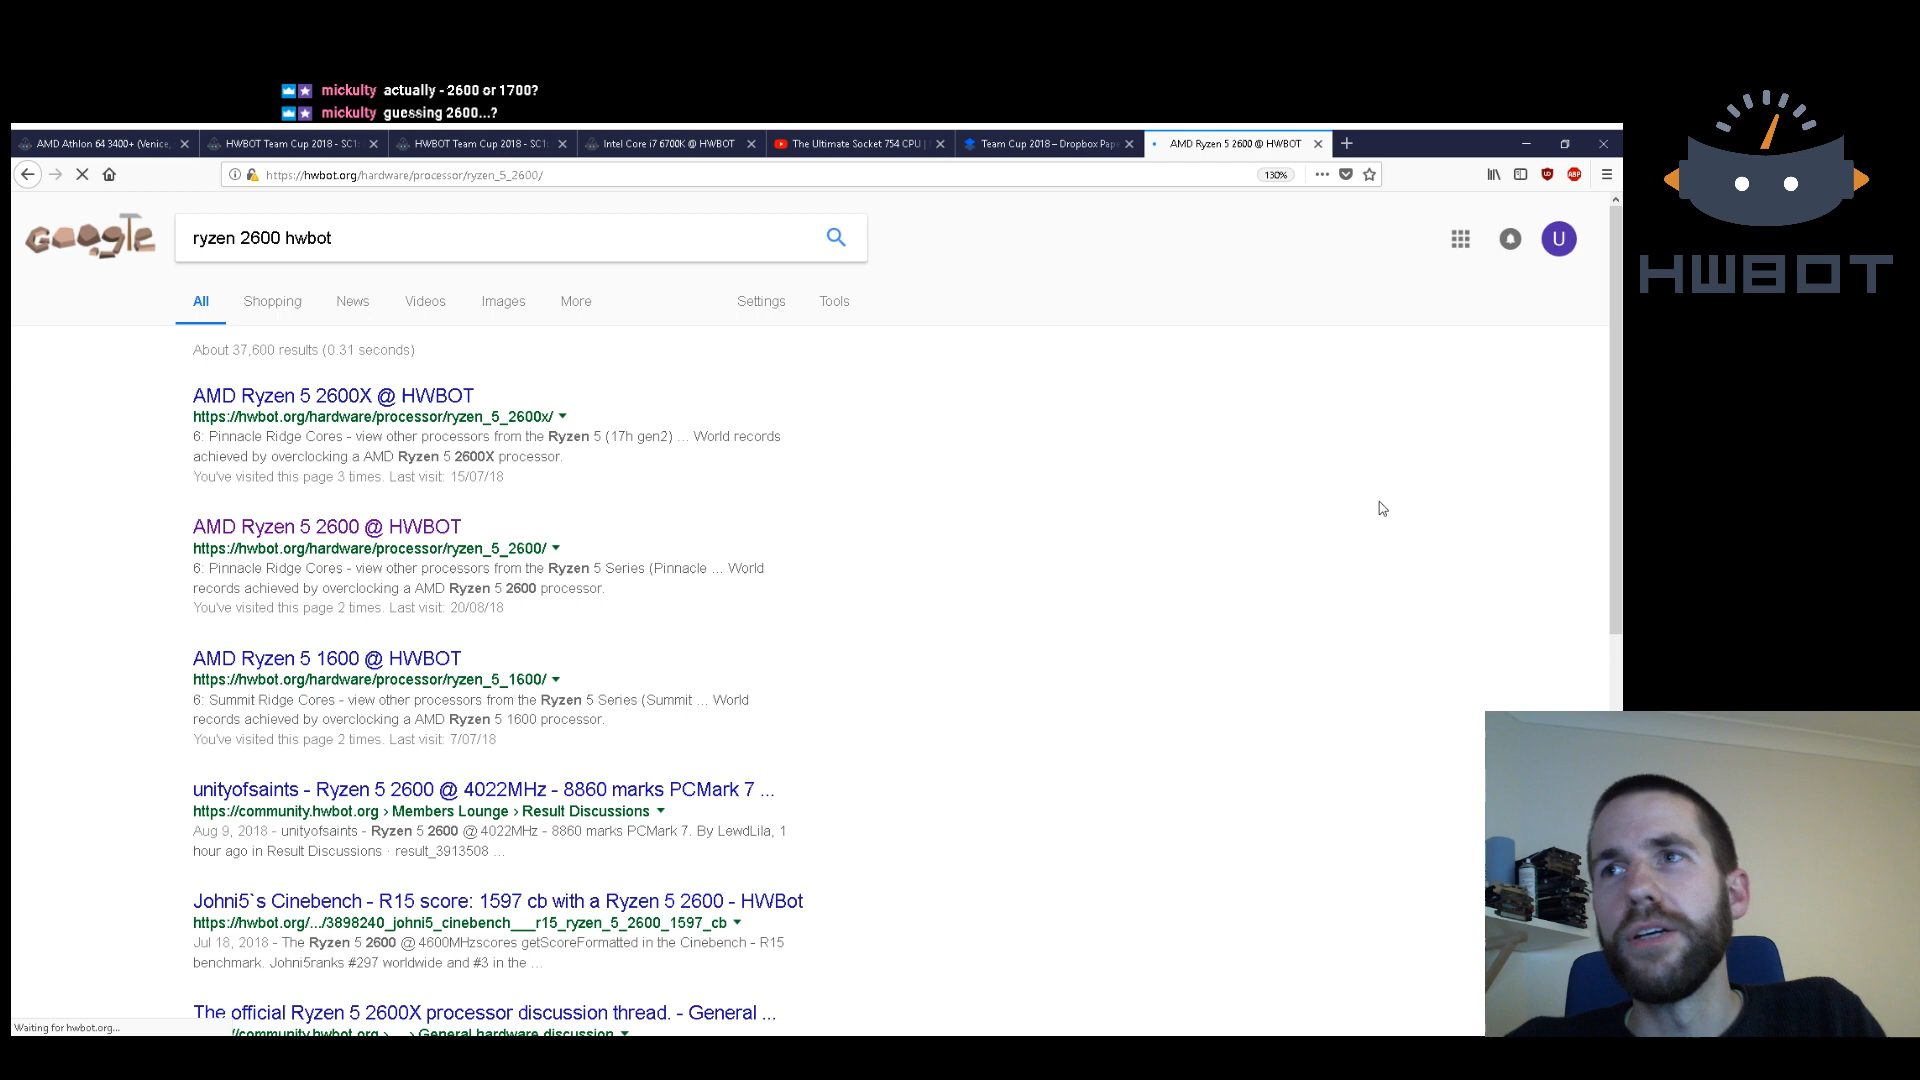 mickulty actually - 2600 or 1700?
mickulty guessing 2600...?
AMD Athlon 64 3400+ (Venice,
HWBOT Team Cup 2018 - SC1:
HWBOT Team Cup 2018 - SC1:
Intel Core i7 6700K @ HWBOT
The Ultimate Socket 754 CPU |
Team Cup 2018 – Dropbox Pape
AMD Ryzen 5 2600 @ HWBOT
https://hwbot.org/hardware/processor/ryzen_5_2600/
130%
UO
ABP
Google
ryzen 2600 hwbot
U
HWBOT
All
Shopping
News
Videos
Images
More
Settings
Tools
About 37,600 results (0.31 seconds)
AMD Ryzen 5 2600X @ HWBOT
https://hwbot.org/hardware/processor/ryzen_5_2600x/
6: Pinnacle Ridge Cores - view other processors from the Ryzen 5 (17h gen2) ... World records
achieved by overclocking a AMD Ryzen 5 2600X processor.
You've visited this page 3 times. Last visit: 15/07/18
AMD Ryzen 5 2600 @ HWBOT
https://hwbot.org/hardware/processor/ryzen_5_2600/
6: Pinnacle Ridge Cores - view other processors from the Ryzen 5 Series (Pinnacle ... World
records achieved by overclocking a AMD Ryzen 5 2600 processor.
You've visited this page 2 times. Last visit: 20/08/18
AMD Ryzen 5 1600 @ HWBOT
https://hwbot.org/hardware/processor/ryzen_5_1600/
6: Summit Ridge Cores - view other processors from the Ryzen 5 Series (Summit ... World
records achieved by overclocking a AMD Ryzen 5 1600 processor.
You've visited this page 2 times. Last visit: 7/07/18
unityofsaints - Ryzen 5 2600 @ 4022MHz - 8860 marks PCMark 7 ...
https://community.hwbot.org › Members Lounge › Result Discussions
Aug 9, 2018 - unityofsaints - Ryzen 5 2600 @ 4022MHz - 8860 marks PCMark 7. By LewdLila, 1
hour ago in Result Discussions · result_3913508 ...
Johni5`s Cinebench - R15 score: 1597 cb with a Ryzen 5 2600 - HWBot
https://hwbot.org/.../3898240_johni5_cinebench___r15_ryzen_5_2600_1597_cb
Jul 18, 2018 - The Ryzen 5 2600 @ 4600MHzscores getScoreFormatted in the Cinebench - R15
benchmark. Johni5ranks #297 worldwide and #3 in the ...
The official Ryzen 5 2600X processor discussion thread. - General ...
//community.hwbot.org › ... › General hardware discussion
Waiting for hwbot.org...